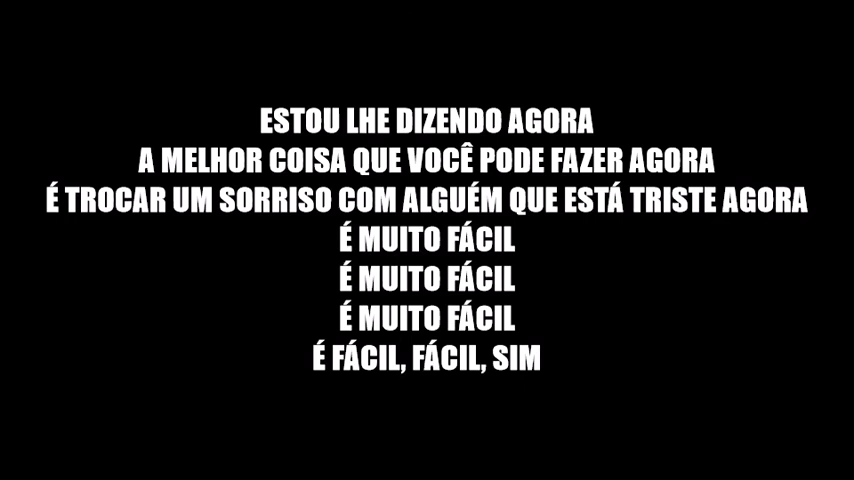 ESTOU LHE DIZENDO AGORA
A MELHOR COISA QUE VOCÊ PODE FAZER AGORA
É TROCAR UM SORRISO COM ALGUÉM QUE ESTÁ TRISTE AGORA
É MUITO FÁCIL
É MUITO FÁCIL
É MUITO FÁCIL
É FÁCIL, FÁCIL, SIM